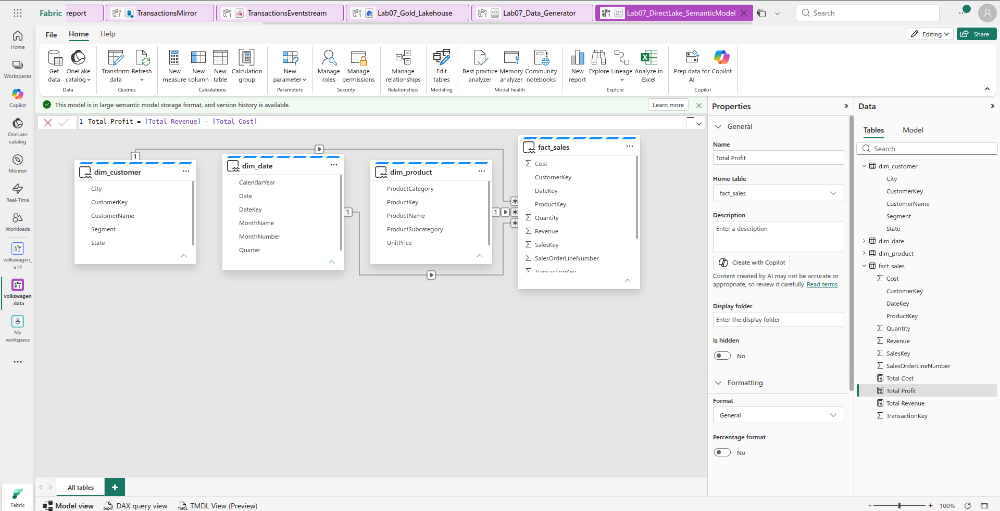 Fabric
report
TransactionsMirror
TransactionsEventstream
Lab07_Gold_Lakehouse
Lab07_Data_Generator
Lab07_DirectLake_SemanticModel
Search
File
Home
Help
Editing
Share
Get data
OneLake catalog
Data
Transform data
Refresh
Queries
New measure
New column
New table
Calculation group
Calculations
New parameter
Parameters
Manage roles
Manage permissions
Security
Manage relationships
Relationships
Edit tables
Modeling
Best practice analyzer
Memory analyzer
Community notebooks
Model health
New report
Explore
Lineage
Analyze in Excel
Explore
Prep data for AI
Copilot
Copilot
Home
Workspaces
Copilot
OneLake catalog
Monitor
Real-Time
Workloads
volkswagen_u14
volkswagen_data
My workspace
Fabric
This model is in large semantic model storage format, and version history is available.
Learn more
1 Total Profit = [Total Revenue] - [Total Cost]
1
dim_customer
City
CustomerKey
CustomerName
Segment
State
dim_date
CalendarYear
Date
DateKey
MonthName
MonthNumber
Quarter
1
dim_product
ProductCategory
ProductKey
ProductName
ProductSubcategory
UnitPrice
1
*
*
*
fact_sales
Cost
CustomerKey
DateKey
ProductKey
Quantity
Revenue
SalesKey
SalesOrderLineNumber
TransactionKey
All tables
Model view
DAX query view
TMDL View (Preview)
Properties
General
Name
Total Profit
Home table
fact_sales
Description
Enter a description
Create with Copilot
Content created by AI may not be accurate or
appropriate, so review it carefully. Read terms
Display folder
Enter the display folder
Is hidden
No
Formatting
Format
General
Percentage format
No
Data
Tables
Model
Search
dim_customer
City
CustomerKey
CustomerName
Segment
State
dim_date
dim_product
fact_sales
Cost
CustomerKey
DateKey
ProductKey
Quantity
Revenue
SalesKey
SalesOrderLineNumber
Total Cost
Total Profit
Total Revenue
TransactionKey
- + 100%